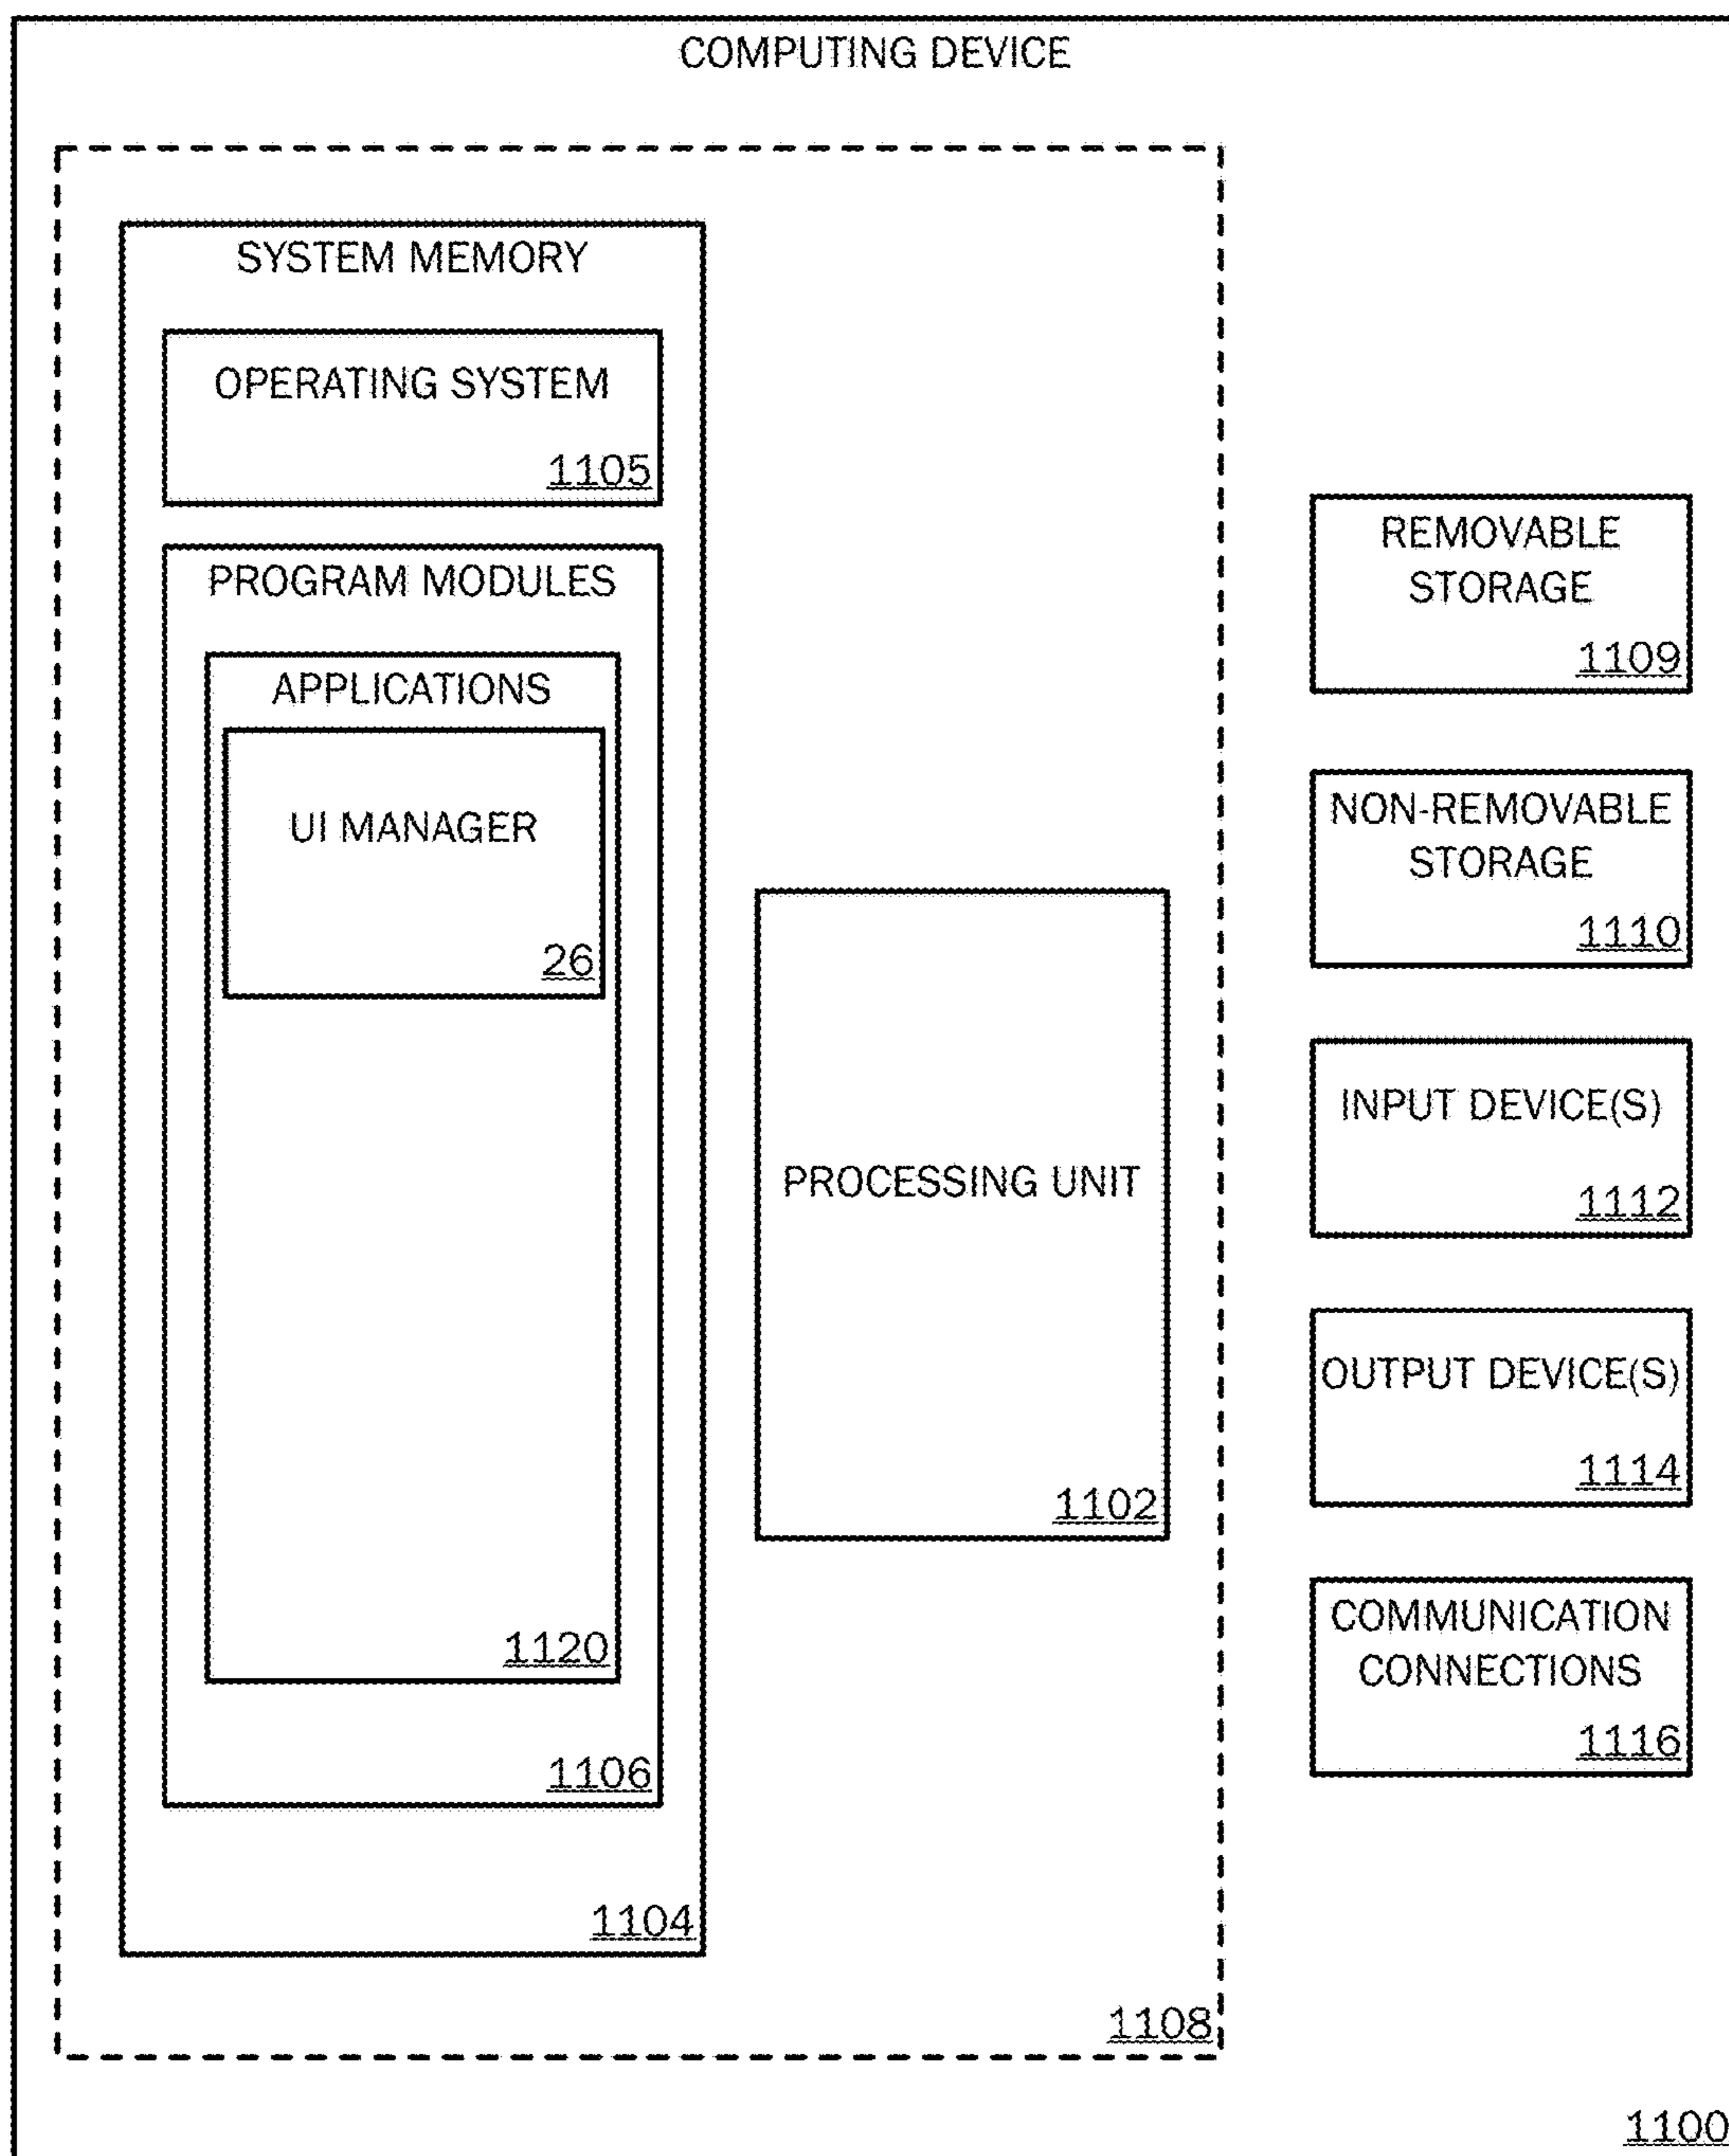 COMPUTING DEVICE
SYSTEM MEMORY
OPERATING SYSTEM
1105
PROGRAM MODULES
APPLICATIONS
UI MANAGER
26
1120
1106
1104
PROCESSING UNIT
1102
1108
REMOVABLE
STORAGE
1109
NON-REMOVABLE
STORAGE
1110
INPUT DEVICE(S)
1112
OUTPUT DEVICE(S)
1114
COMMUNICATION
CONNECTIONS
1116
1100